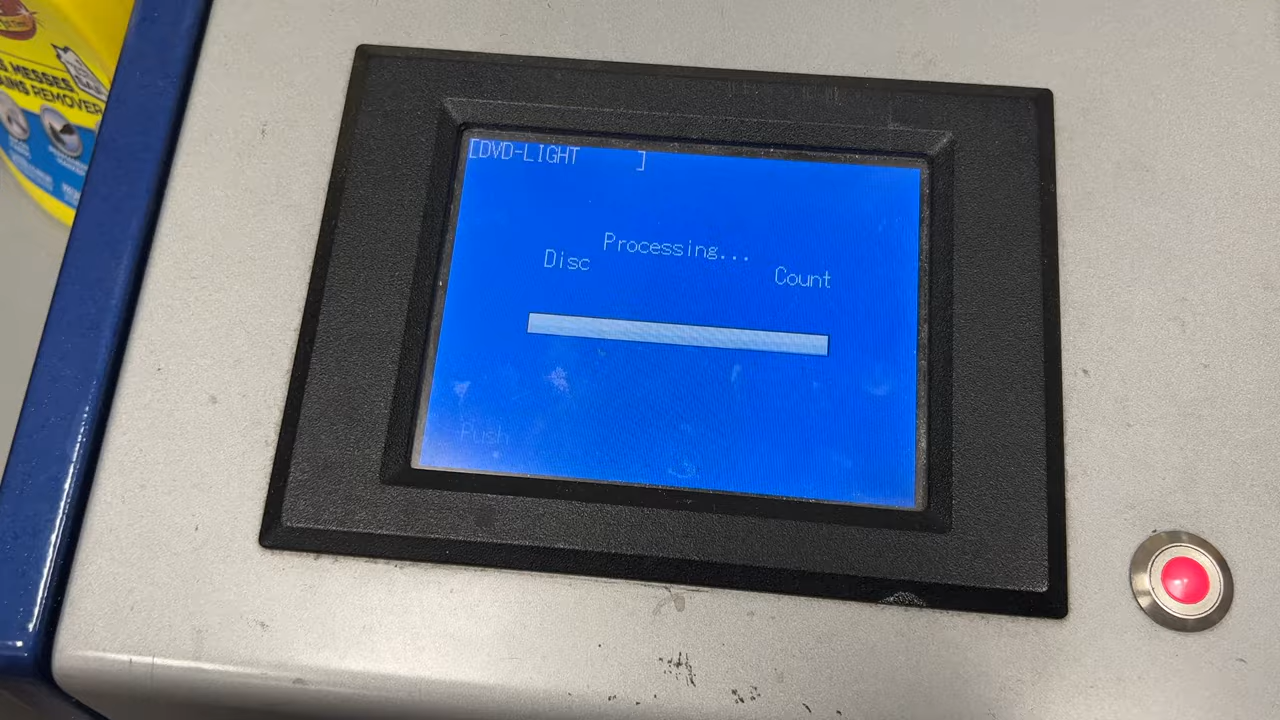 S MESSES
AINS REMOVER
[DVD-LIGHT ]
Processing...
Disc
Count
Push